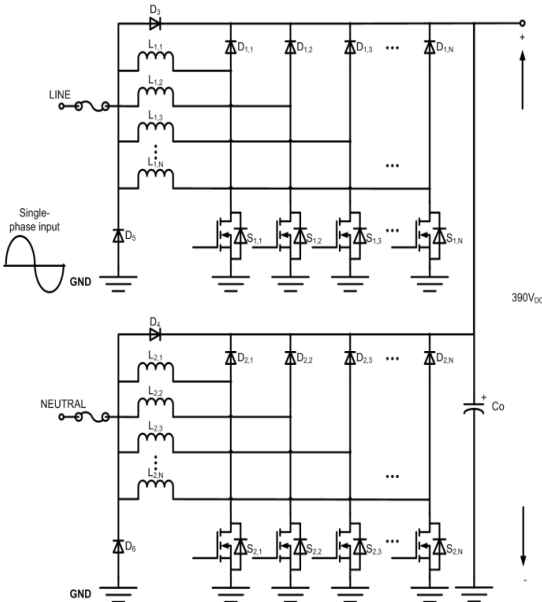 D3
D1,1 D1,2 D1,3 ••• D1,N
+
L1,1
LINE
L1,2
L1,3
L1,N
•••
Single-
phase input
D5
S1,1 S1,2 S1,3 ••• S1,N
GND
390VDC
D4
L2,1
D2,1 D2,2 D2,3 ••• D2,N
NEUTRAL
L2,2
+
Co
L2,3
L2,N
•••
D6
S2,1 S2,2 S2,3 ••• S2,N
-
GND